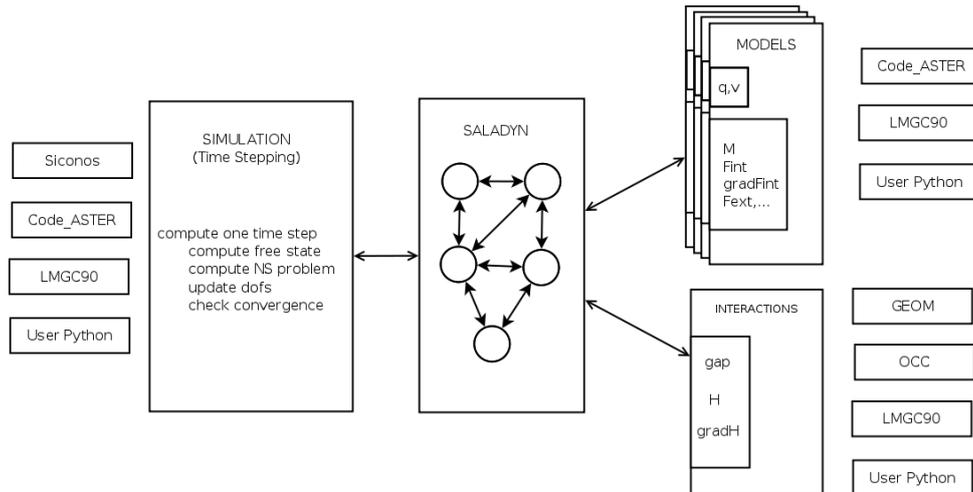 Siconos
Code_ASTER
LMGC90
User Python
SIMULATION
(Time Stepping)
compute one time step
compute free state
compute NS problem
update dofs
check convergence
SALADYN
MODELS
q,v
M
Fint
gradFint
Fext,...
Code_ASTER
LMGC90
User Python
INTERACTIONS
gap
H
gradH
GEOM
OCC
LMGC90
User Python